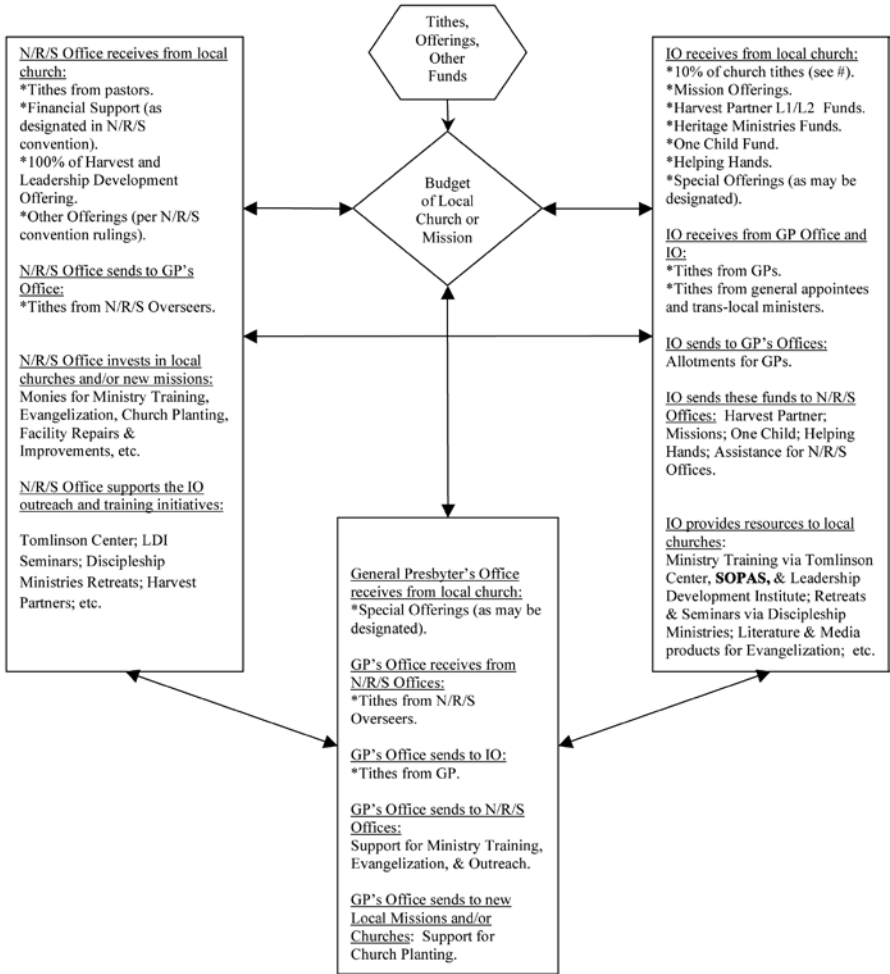 Tithes,
Offerings,
Other
Funds
Budget
of Local
Church or
Mission
N/R/S Office receives from local
church:
*Tithes from pastors.
*Financial Support (as
designated in N/R/S
convention).
*100% of Harvest and
Leadership Development
Offering.
*Other Offerings (per N/R/S
convention rulings).
N/R/S Office sends to GP's
Office:
*Tithes from N/R/S Overseers.
N/R/S Office invests in local
churches and/or new missions:
Monies for Ministry Training,
Evangelization, Church Planting,
Facility Repairs &
Improvements, etc.
N/R/S Office supports the IO
outreach and training initiatives:
Tomlinson Center; LDI
Seminars; Discipleship
Ministries Retreats; Harvest
Partners; etc.
IO receives from local church:
*10% of church tithes (see #).
*Mission Offerings.
*Harvest Partner L1/L2 Funds.
*Heritage Ministries Funds.
*One Child Fund.
*Helping Hands.
*Special Offerings (as may be
designated).
IO receives from GP Office and
IO:
*Tithes from GPs.
*Tithes from general appointees
and trans-local ministers.
IO sends to GP's Offices:
Allotments for GPs.
IO sends these funds to N/R/S
Offices: Harvest Partner;
Missions; One Child; Helping
Hands; Assistance for N/R/S
Offices.
IO provides resources to local
churches:
Ministry Training via Tomlinson
Center, SOPAS, & Leadership
Development Institute; Retreats
& Seminars via Discipleship
Ministries; Literature & Media
products for Evangelization; etc.
General Presbyter's Office
receives from local church:
*Special Offerings (as may be
designated).
GP's Office receives from
N/R/S Offices:
*Tithes from N/R/S
Overseers.
GP's Office sends to IO:
*Tithes from GP.
GP's Office sends to N/R/S
Offices:
Support for Ministry Training,
Evangelization, & Outreach.
GP's Office sends to new
Local Missions and/or
Churches: Support for
Church Planting.